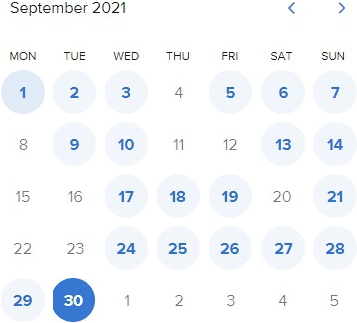 September 2021
MON TUE WED THU FRI SAT SUN
1 2 3 4 5 6 7
8 9 10 11 12 13 14
15 16 17 18 19 20 21
22 23 24 25 26 27 28
29 30 1 2 3 4 5